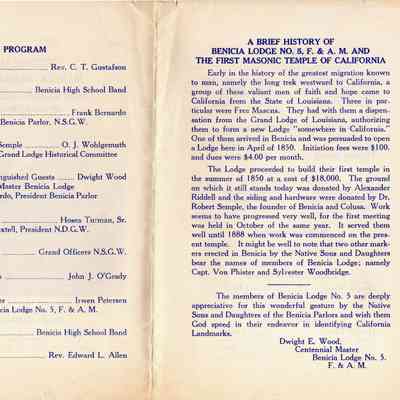 PROGRAM
Rev. C. T. Gustafson
Benicia High School Band
Frank Bernardo
Benicia Parlor, N.S.G.W.
Semple ............ O. J. Wohlgemuth
Grand Lodge Historical Committee
Guests ...... Dwight Wood
Master Benicia Lodge
President Benicia Parlor
Hosea Turman, Sr.
President N.D.G.W.
Grand Officers N.S.G.W.
John J. O'Grady
Irwen Petersen
Lodge No. 5, F. & A. M.
Benicia High School Band
Rev. Edward L. Allen
A BRIEF HISTORY OF
BENICIA LODGE NO. 5, F. & A. M. AND
THE FIRST MASONIC TEMPLE OF CALIFORNIA
Early in the history of the greatest migration known
to men, namely the long trek westward to California, a
group of these valiant men of faith and hope came to
California from the State of Louisiana. Three in par-
ticular were Free Mascus. They had with them a dispen-
sation from the Grand Lodge of Louisiana, authorizing
them to form a new Lodge "somewhere in California."
One of them arrived in Benicia and was persuaded to open
a Lodge here in April of 1850. Initiation fees were $100,
and dues were $4.00 per month.
The Lodge proceeded to build their first temple in
the summer of 1850 at a cost of $18,000. The ground
on which it still stands today was donated by Alexander
Riddell and the siding and hardware were donated by Dr.
Robert Semple, the founder of Benicia and Colusa. Work
seems to have progressed very well, for the first meeting
was held in October of the same year. It served them
well until 1888 when work was commenced on the pres-
ent temple. It might be well to note that two other mark-
ers erected in Benicia by the Native Sons and Daughters
bear the names of members of Benicia Lodge; namely
Capt. Von Phister and Sylvester Woodbridge.
The members of Benicia Lodge No. 5 are deeply
appreciative for this wonderful gesture by the Native
Sons and Daughters of the Benicia Parlors and wish them
God speed in their endeavor in identifying California
Landmarks.
Dwight E. Wood,
Centennial Master
Benicia Lodge No. 5.
F. & A. M.